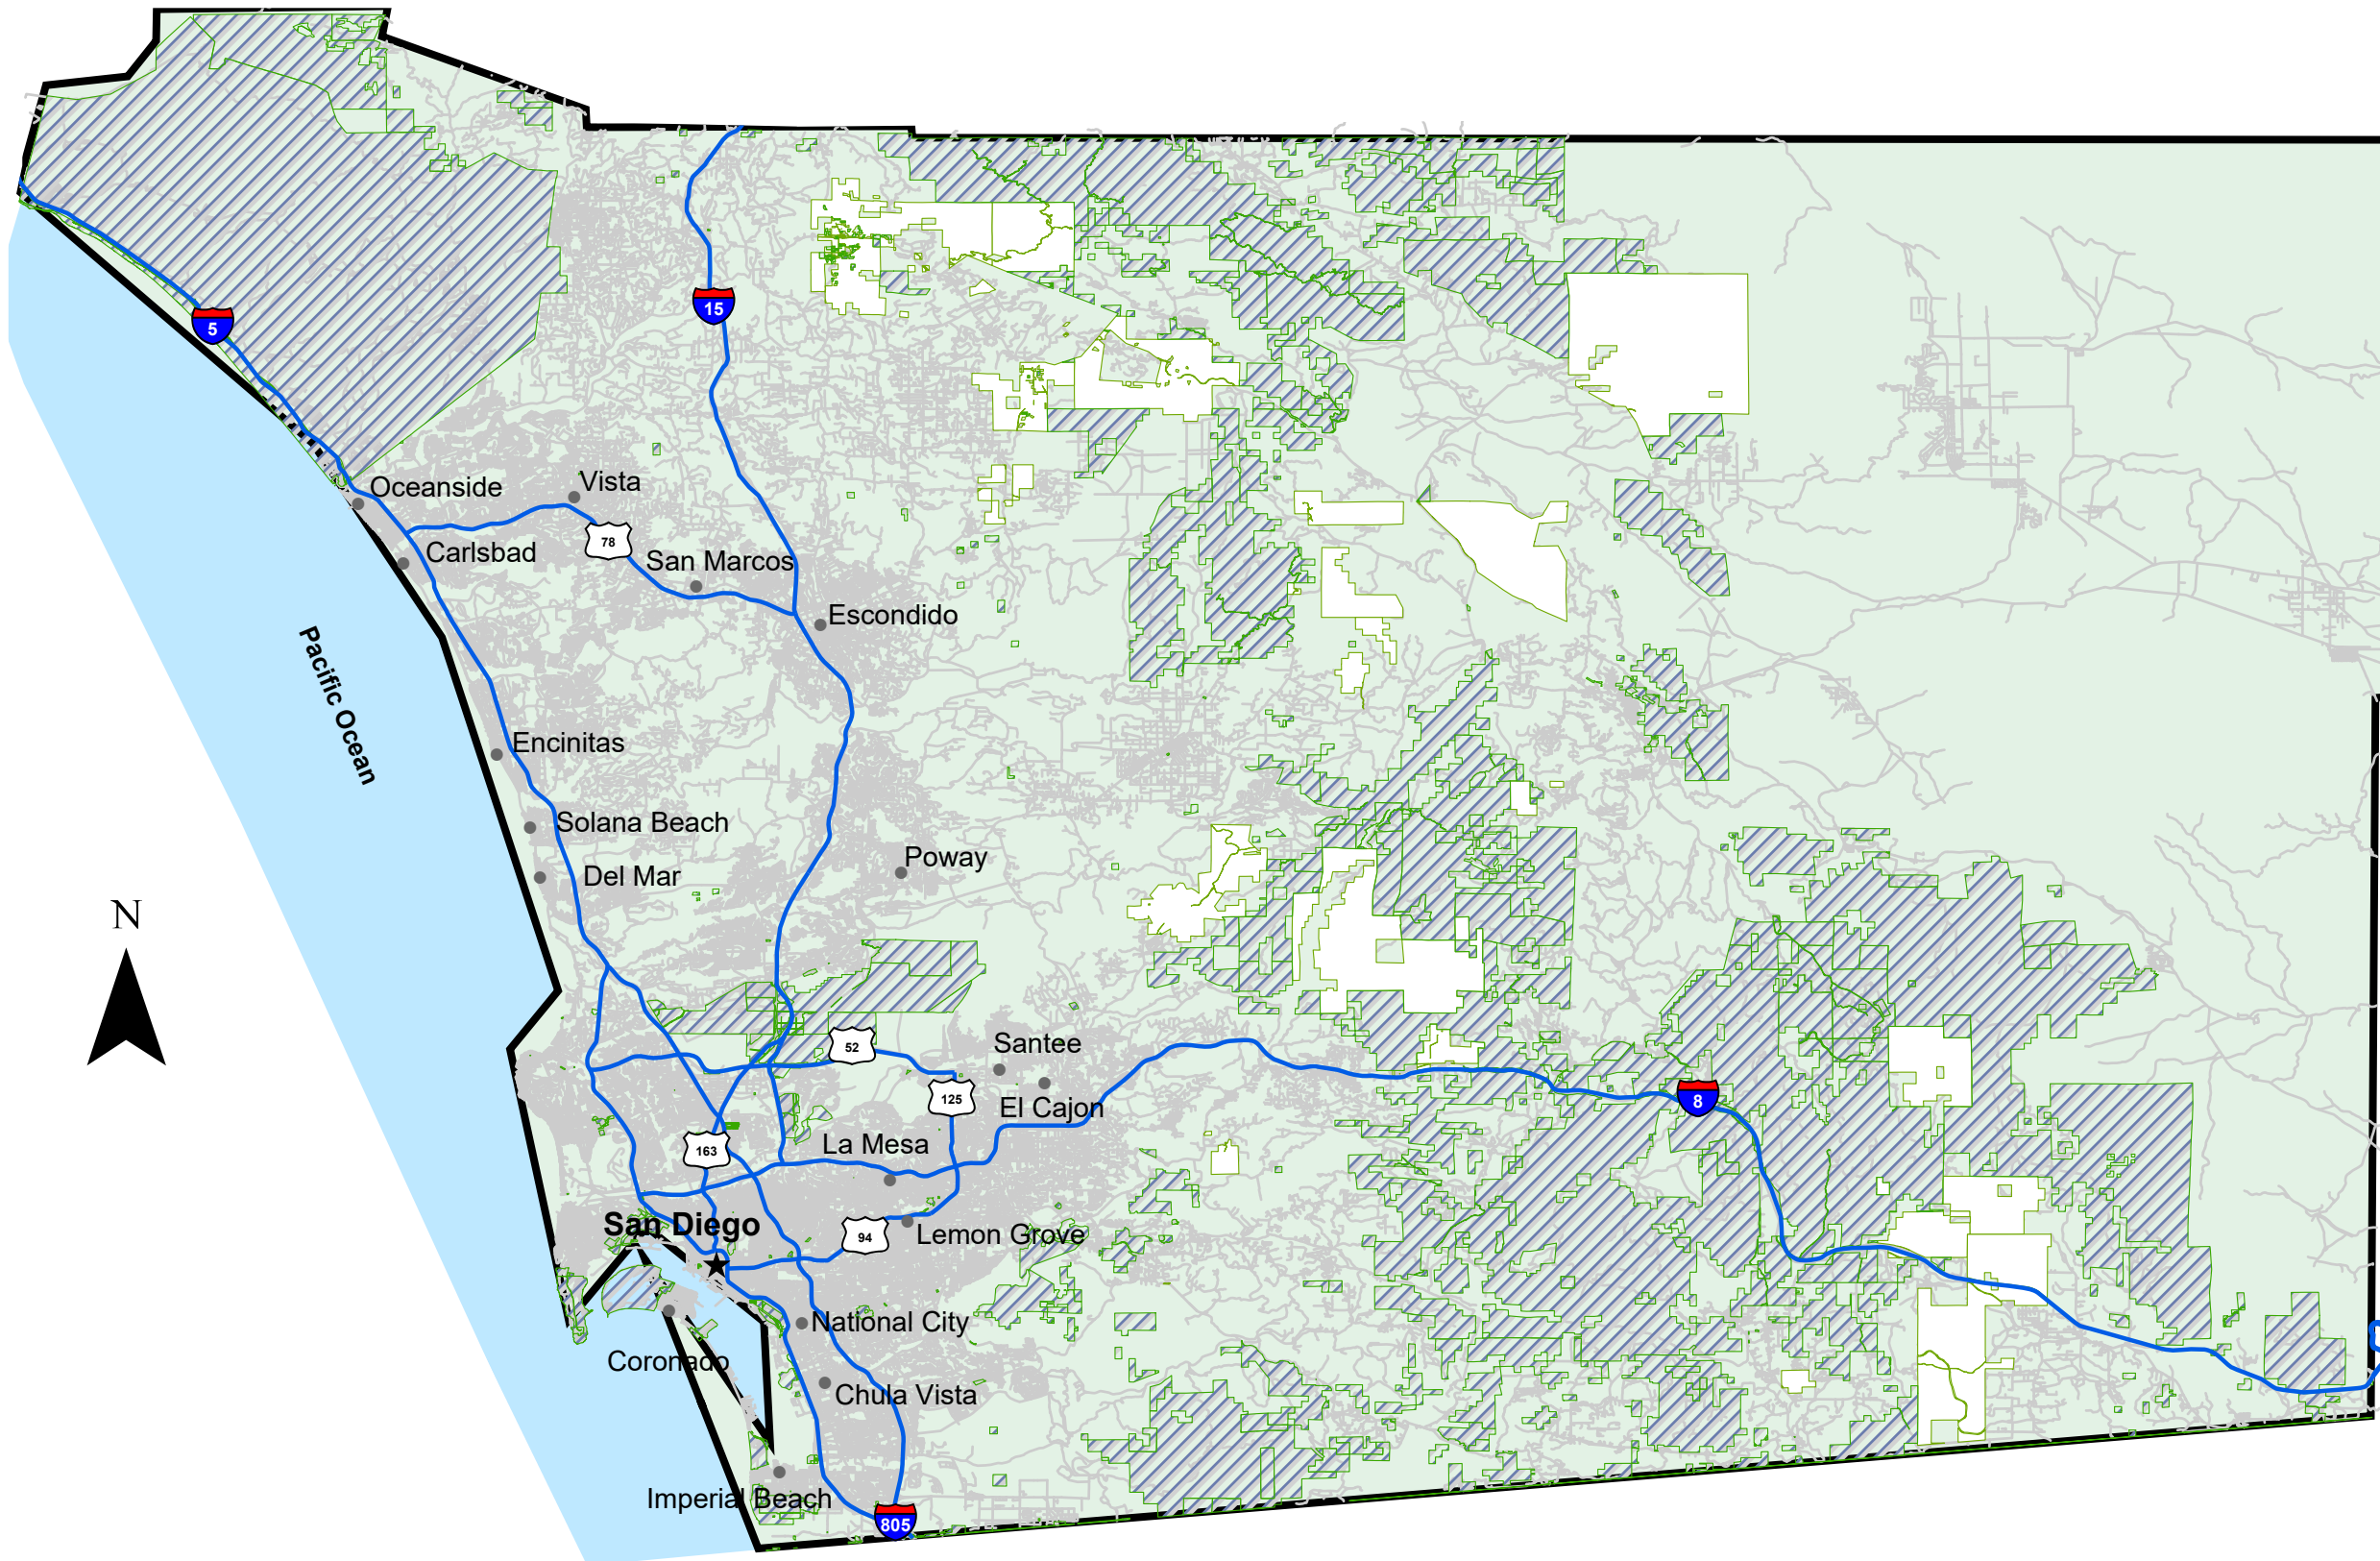 15
5
Oceanside
Vista
78
Carlsbad
San Marcos
Escondido
Pacific Ocean
Encinitas
Solana Beach
Poway
Del Mar
N
52
Santee
125
El Cajon
8
La Mesa
163
San Diego
94
Lemon Grove
National City
Coronado
Chula Vista
Imperial Beach
805